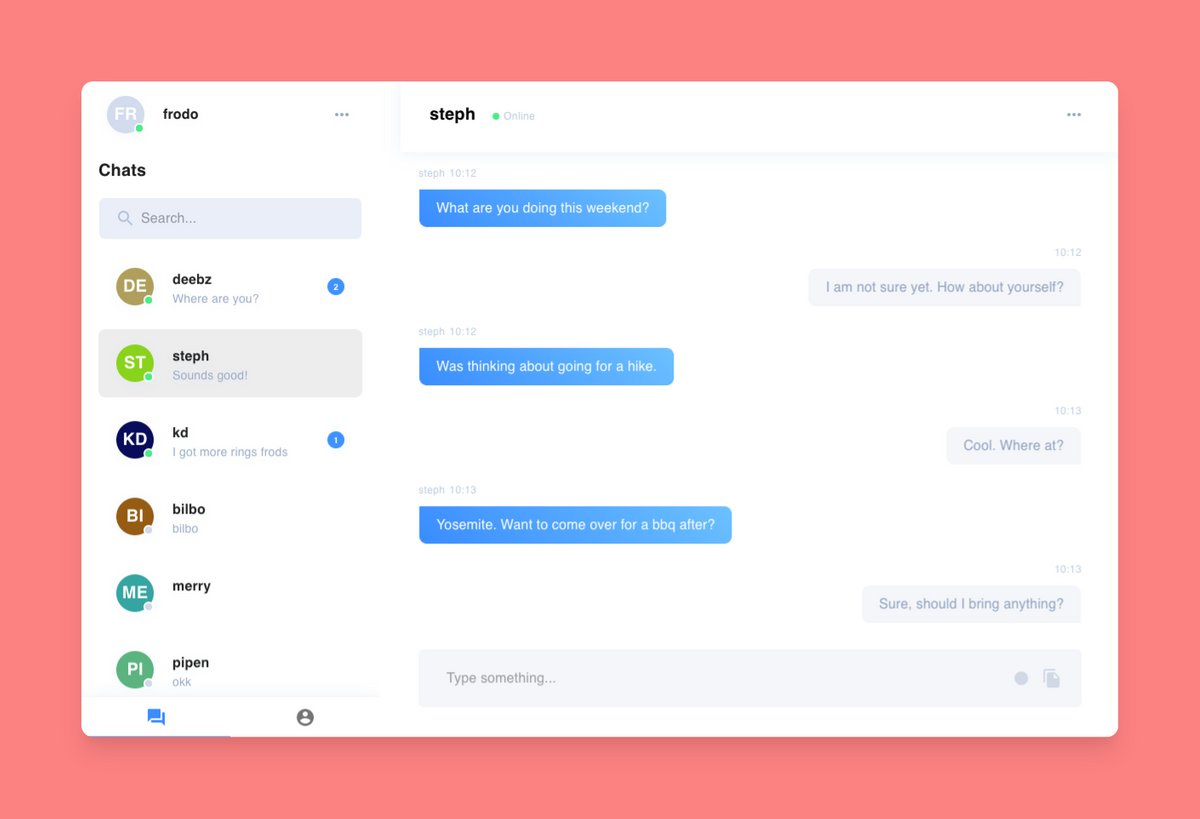 FR
frodo
Chats
Search...
DE
deebz
Where are you?
2
ST
steph
Sounds good!
KD
kd
I got more rings frods
1
BI
bilbo
bilbo
ME
merry
PI
pipen
okk
steph
Online
steph 10:12
What are you doing this weekend?
10:12
I am not sure yet. How about yourself?
steph 10:12
Was thinking about going for a hike.
10:13
Cool. Where at?
steph 10:13
Yosemite. Want to come over for a bbq after?
10:13
Sure, should I bring anything?
Type something...